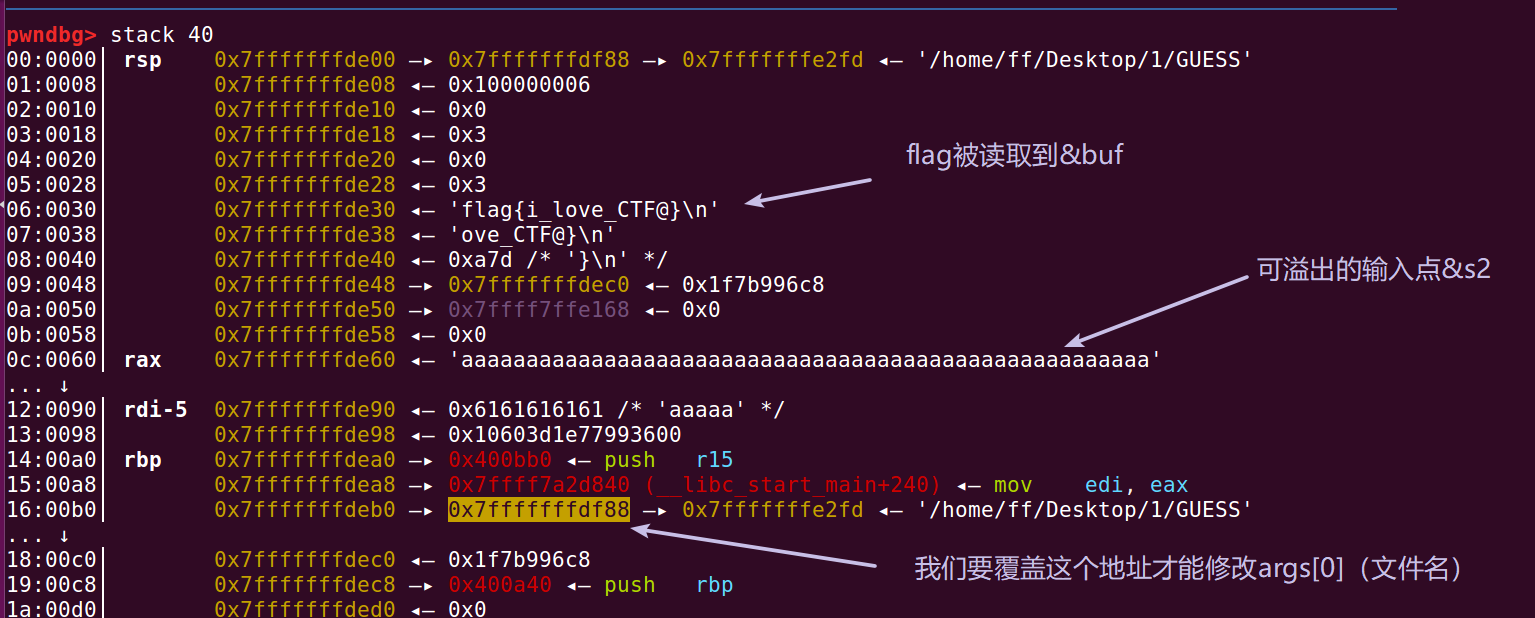 pwndbg> stack 40
00:0000│ rsp 0x7fffffffde00 —▸ 0x7fffffffdf88 —▸ 0x7fffffffe2fd ◂— '/home/ff/Desktop/1/GUESS'
01:0008│ 0x7fffffffde08 ◂— 0x100000006
02:0010│ 0x7fffffffde10 ◂— 0x0
03:0018│ 0x7fffffffde18 ◂— 0x3
04:0020│ 0x7fffffffde20 ◂— 0x0
05:0028│ 0x7fffffffde28 ◂— 0x3
flag被读取到&buf
06:0030│ 0x7fffffffde30 ◂— 'flag{i_love_CTF@}\n'
07:0038│ 0x7fffffffde38 ◂— 'ove_CTF@}\n'
08:0040│ 0x7fffffffde40 ◂— 0xa7d /* '}\n' */
可溢出的输入点&s2
09:0048│ 0x7fffffffde48 —▸ 0x7fffffffdec0 ◂— 0x1f7b996c8
0a:0050│ 0x7fffffffde50 —▸ 0x7ffff7ffe168 ◂— 0x0
0b:0058│ 0x7fffffffde58 ◂— 0x0
0c:0060│ rax 0x7fffffffde60 ◂— 'aaaaaaaaaaaaaaaaaaaaaaaaaaaaaaaaaaaaaaaaaaaaaaaaaaaaa'
... ↓
12:0090│ rdi-5 0x7fffffffde90 ◂— 0x6161616161 /* 'aaaaa' */
13:0098│ 0x7fffffffde98 ◂— 0x10603d1e77993600
14:00a0│ rbp 0x7fffffffdea0 —▸ 0x400bb0 ◂— push r15
15:00a8│ 0x7fffffffdea8 —▸ 0x7ffff7a2d840 (__libc_start_main+240) ◂— mov edi, eax
16:00b0│ 0x7fffffffdeb0 —▸ 0x7fffffffdf88 —▸ 0x7fffffffe2fd ◂— '/home/ff/Desktop/1/GUESS'
... ↓
18:00c0│ 0x7fffffffdec0 ◂— 0x1f7b996c8
我们要覆盖这个地址才能修改args[0]（文件名）
19:00c8│ 0x7fffffffdec8 —▸ 0x400a40 ◂— push rbp
1a:00d0│ 0x7fffffffded0 ◂— 0x0